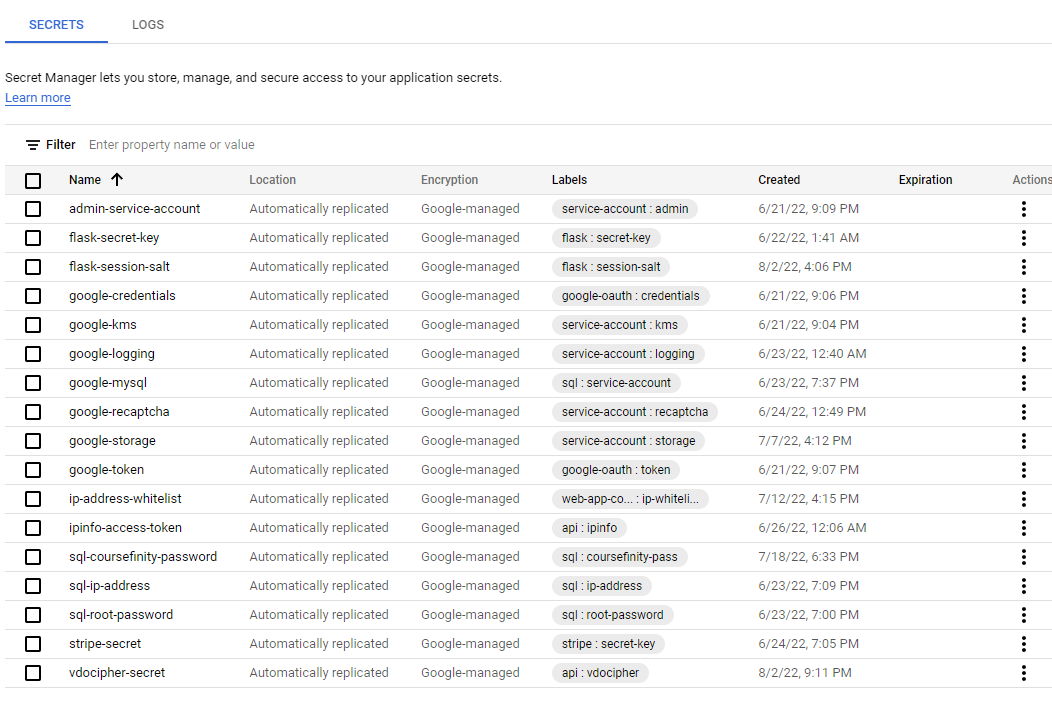 SECRETS LOGS
Secret Manager lets you store, manage, and secure access to your application secrets.
Learn more
Filter Enter property name or value
Name Location Encryption Labels Created Expiration Actions
admin-service-account Automatically replicated Google-managed service-account : admin 6/21/22, 9:09 PM
flask-secret-key Automatically replicated Google-managed flask : secret-key 6/22/22, 1:41 AM
flask-session-salt Automatically replicated Google-managed flask : session-salt 8/2/22, 4:06 PM
google-credentials Automatically replicated Google-managed google-oauth : credentials 6/21/22, 9:06 PM
google-kms Automatically replicated Google-managed service-account : kms 6/21/22, 9:04 PM
google-logging Automatically replicated Google-managed service-account : logging 6/23/22, 12:40 AM
google-mysql Automatically replicated Google-managed sql : service-account 6/23/22, 7:37 PM
google-recaptcha Automatically replicated Google-managed service-account : recaptcha 6/24/22, 12:49 PM
google-storage Automatically replicated Google-managed service-account : storage 7/7/22, 4:12 PM
google-token Automatically replicated Google-managed google-oauth : token 6/21/22, 9:07 PM
ip-address-whitelist Automatically replicated Google-managed web-app-co... : ip-whiteli... 7/12/22, 4:15 PM
ipinfo-access-token Automatically replicated Google-managed api : ipinfo 6/26/22, 12:06 AM
sql-coursefinity-password Automatically replicated Google-managed sql : coursefinity-pass 7/18/22, 6:33 PM
sql-ip-address Automatically replicated Google-managed sql : ip-address 6/23/22, 7:09 PM
sql-root-password Automatically replicated Google-managed sql : root-password 6/23/22, 7:00 PM
stripe-secret Automatically replicated Google-managed stripe : secret-key 6/24/22, 7:05 PM
vdocipher-secret Automatically replicated Google-managed api : vdocipher 8/2/22, 9:11 PM